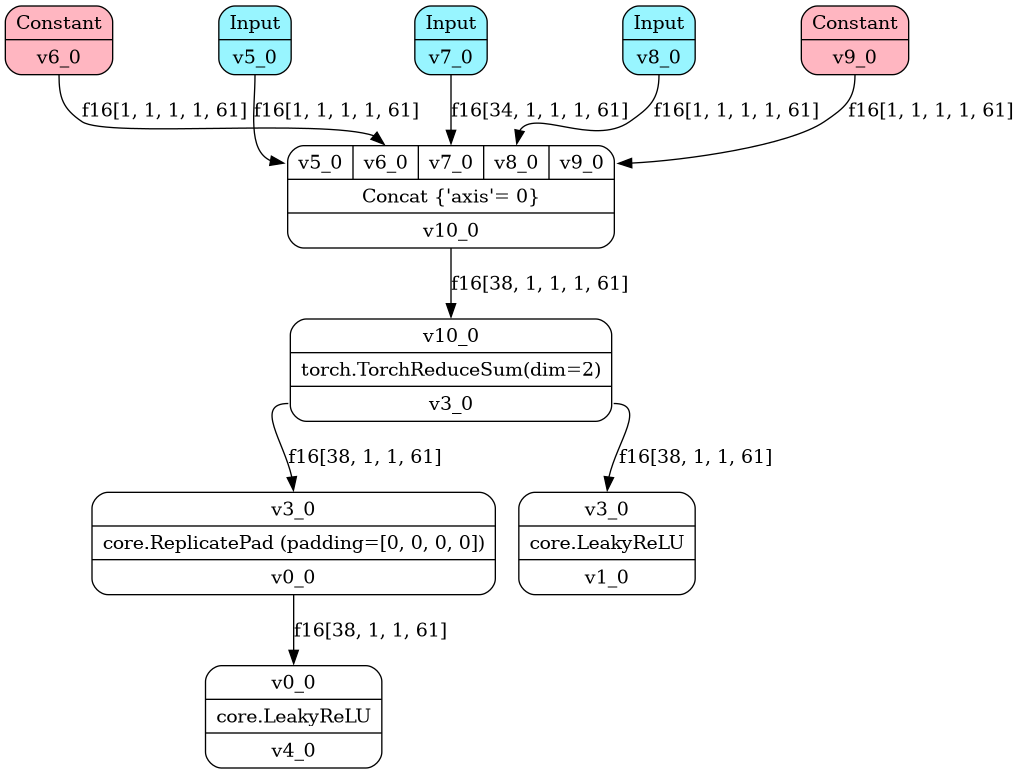 Constant
v6_0
Input
v5_0
Input
v7_0
Input
v8_0
Constant
v9_0
f16[1, 1, 1, 1, 61]
f16[1, 1, 1, 1, 61]
f16[34, 1, 1, 1, 61]
f16[1, 1, 1, 1, 61]
f16[1, 1, 1, 1, 61]
v5_0
v6_0
v7_0
v8_0
v9_0
Concat {'axis'= 0}
v10_0
f16[38, 1, 1, 1, 61]
v10_0
torch.TorchReduceSum(dim=2)
v3_0
f16[38, 1, 1, 61]
f16[38, 1, 1, 61]
v3_0
core.ReplicatePad (padding=[0, 0, 0, 0])
v0_0
v3_0
core.LeakyReLU
v1_0
f16[38, 1, 1, 61]
v0_0
core.LeakyReLU
v4_0